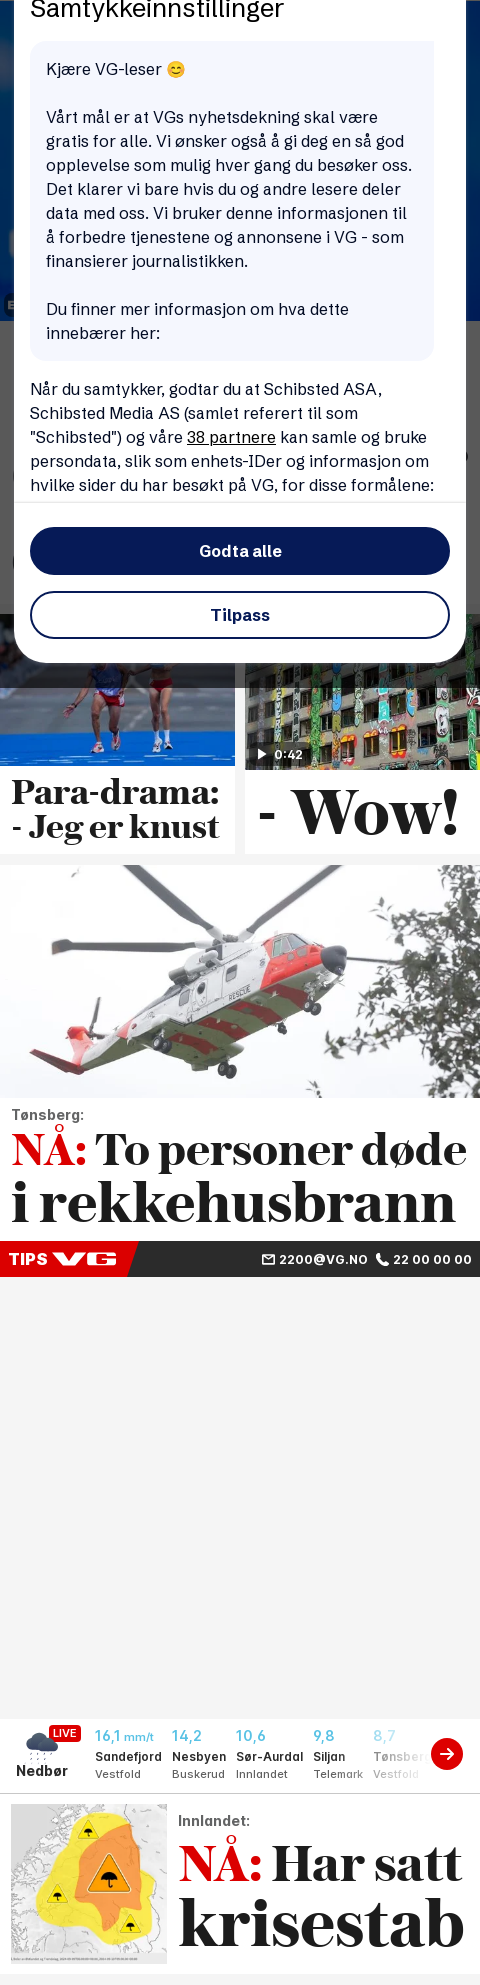 Samtykkeinnstillinger
Kjære VG-leser 😊
Vårt mål er at VGs nyhetsdekning skal være
gratis for alle. Vi ønsker også å gi deg en så god
opplevelse som mulig hver gang du besøker oss.
Det klarer vi bare hvis du og andre lesere deler
data med oss. Vi bruker denne informasjonen til
å forbedre tjenestene og annonsene i VG - som
finansierer journalistikken.
Du finner mer informasjon om hva dette
innebærer her:
Når du samtykker, godtar du at Schibsted ASA,
Schibsted Media AS (samlet referert til som
"Schibsted") og våre 38 partnere kan samle og bruke
persondata, slik som enhets-IDer og informasjon om
hvilke sider du har besøkt på VG, for disse formålene:
Godta alle
Tilpass
0:42
Para-drama:
- Jeg er knust
- Wow!
RESCUE
Tønsberg:
NÅ: To personer døde
i rekkehusbrann
TIPS VG 2200@VG.NO 22 00 00 00
LIVE
Nedbør
16,1 mm/t
Sandefjord
Vestfold
14,2
Nesbyen
Buskerud
10,6
Sør-Aurdal
Innlandet
9,8
Siljan
Telemark
8,7
Tønsberg
Vestfold
Innlandet:
NÅ: Har satt
krisestab